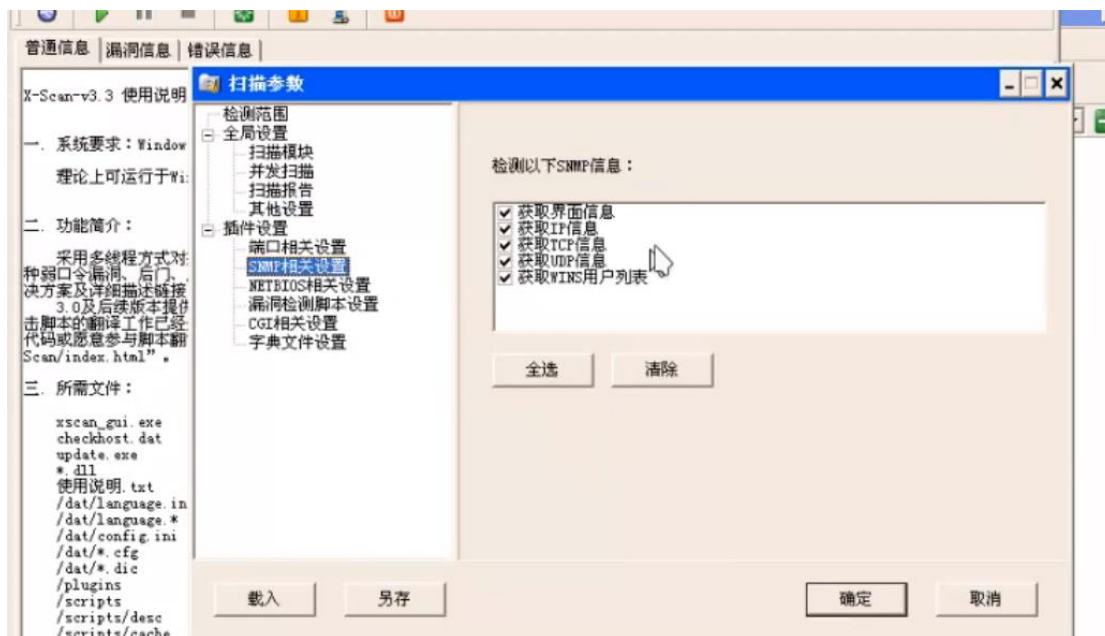 普通信息
漏洞信息
错误信息
X-Scan-v3.3 使用说明
一. 系统要求：Window
理论上可运行于Wi
二. 功能简介：
采用多线程方式对
种弱口令漏洞、后门、
决方案及详细描述链接
3.0及后续版本提供
击脚本的翻译工作已经
代码或愿意参与脚本翻
Scan/index.html”。
三. 所需文件：
xscan_gui.exe
checkhost.dat
update.exe
*.dll
使用说明.txt
/dat/language.in
/dat/language.*
/dat/config.ini
/dat/*.cfg
/dat/*.dic
/plugins
/scripts
/scripts/desc
/scripts/cache
扫描参数
检测范围
全局设置
扫描模块
并发扫描
扫描报告
其他设置
插件设置
端口相关设置
SNMP相关设置
NETBIOS相关设置
漏洞检测脚本设置
CGI相关设置
字典文件设置
检测以下SNMP信息：
获取界面信息
获取IP信息
获取TCP信息
获取UDP信息
获取WINS用户列表
全选
清除
载入
另存
确定
取消